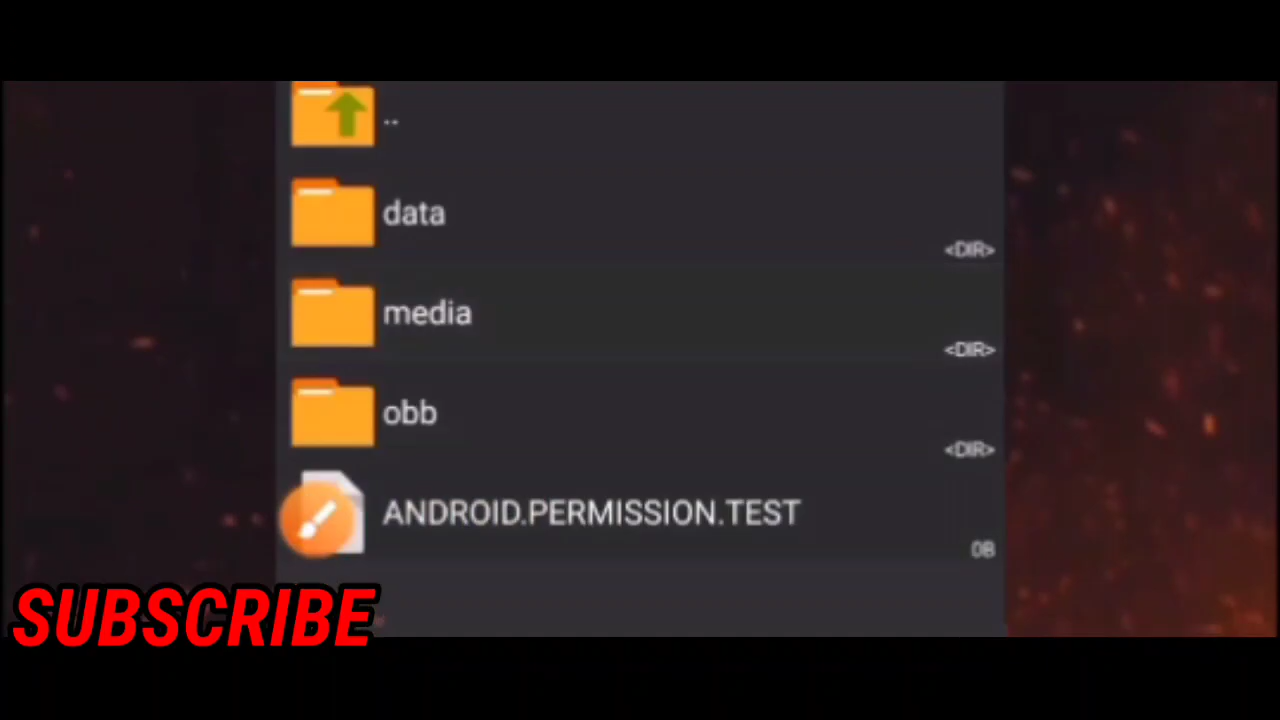 ..
data
<DIR>
media
<DIR>
obb
<DIR>
ANDROID.PERMISSION.TEST
0B
SUBSCRIBE